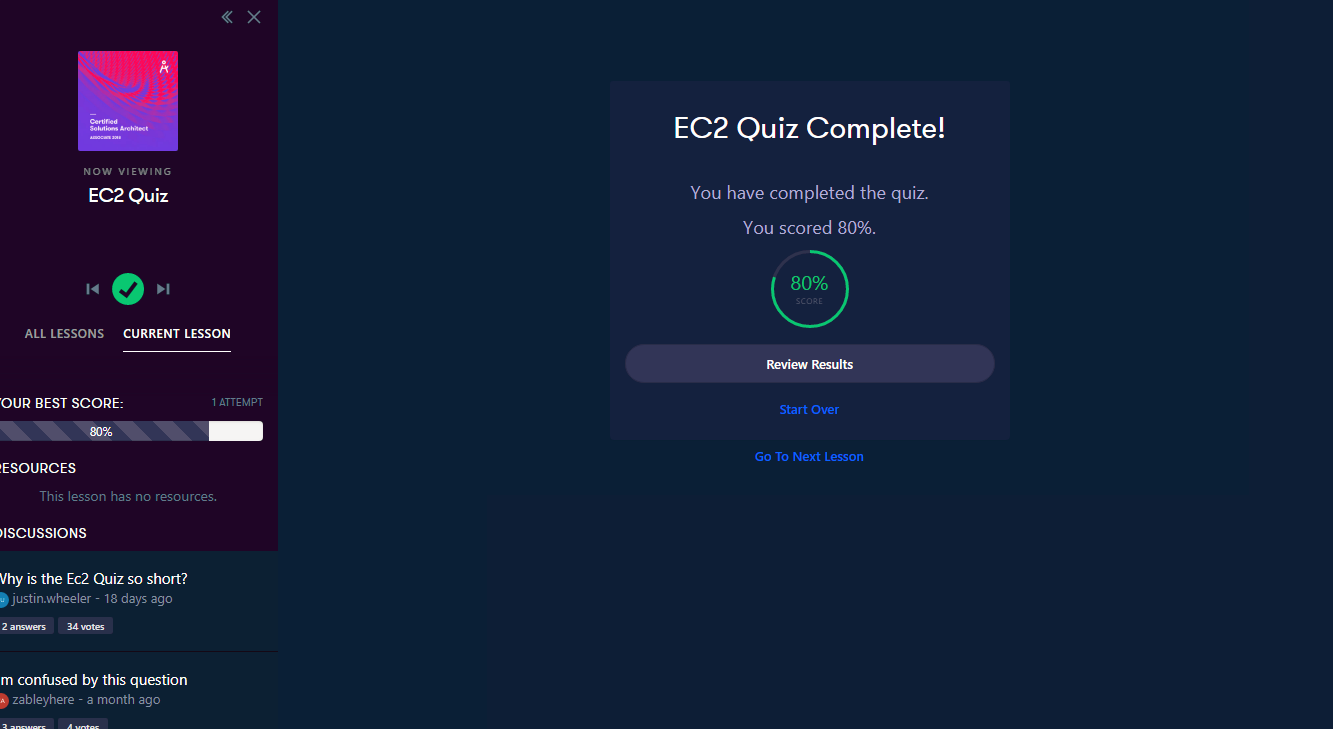 Certified
Solutions Architect
ASSOCIATE 2018
NOW VIEWING
EC2 Quiz
ALL LESSONS
CURRENT LESSON
YOUR BEST SCORE:
1 ATTEMPT
80%
RESOURCES
This lesson has no resources.
DISCUSSIONS
Why is the Ec2 Quiz so short?
justin.wheeler - 18 days ago
2 answers
34 votes
m confused by this question
zableyhere - a month ago
3 answers
4 votes
EC2 Quiz Complete!
You have completed the quiz.
You scored 80%.
80%
SCORE
Review Results
Start Over
Go To Next Lesson